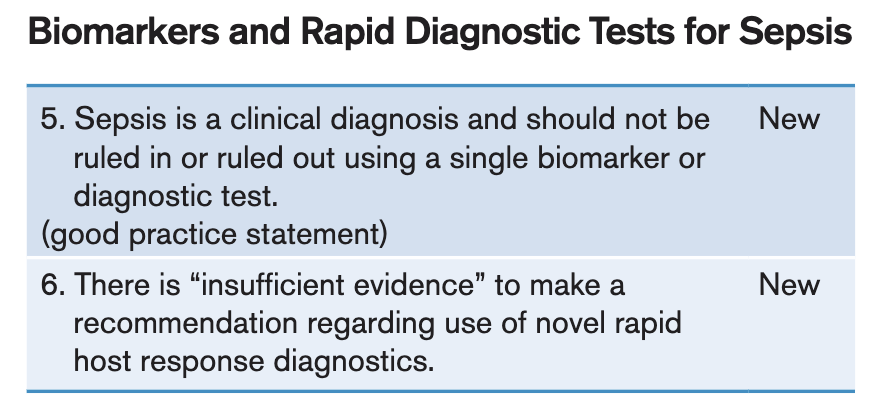 Biomarkers and Rapid Diagnostic Tests for Sepsis
5. Sepsis is a clinical diagnosis and should not be New
ruled in or ruled out using a single biomarker or
diagnostic test.
(good practice statement)
6. There is “insufficient evidence” to make a New
recommendation regarding use of novel rapid
host response diagnostics.